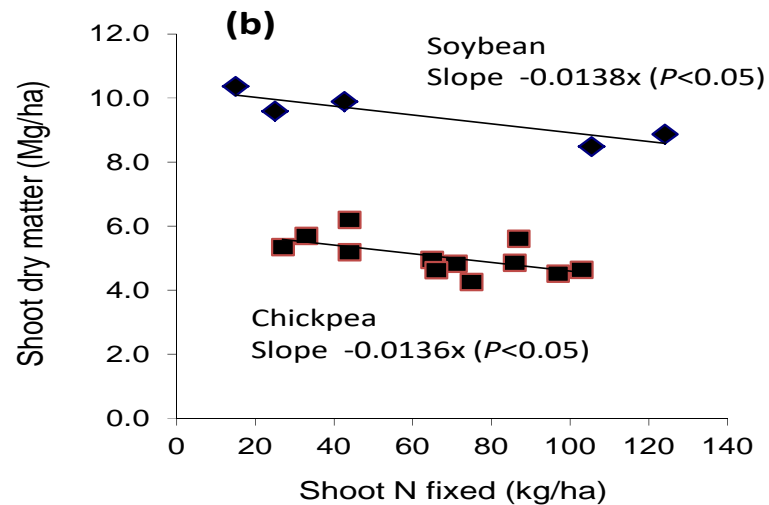 (b)
12.0
10.0
8.0
6.0
4.0
2.0
0.0
Shoot dry matter (Mg/ha)
Soybean
Slope -0.0138x (P<0.05)
Chickpea
Slope -0.0136x (P<0.05)
0 20 40 60 80 100 120 140
Shoot N fixed (kg/ha)